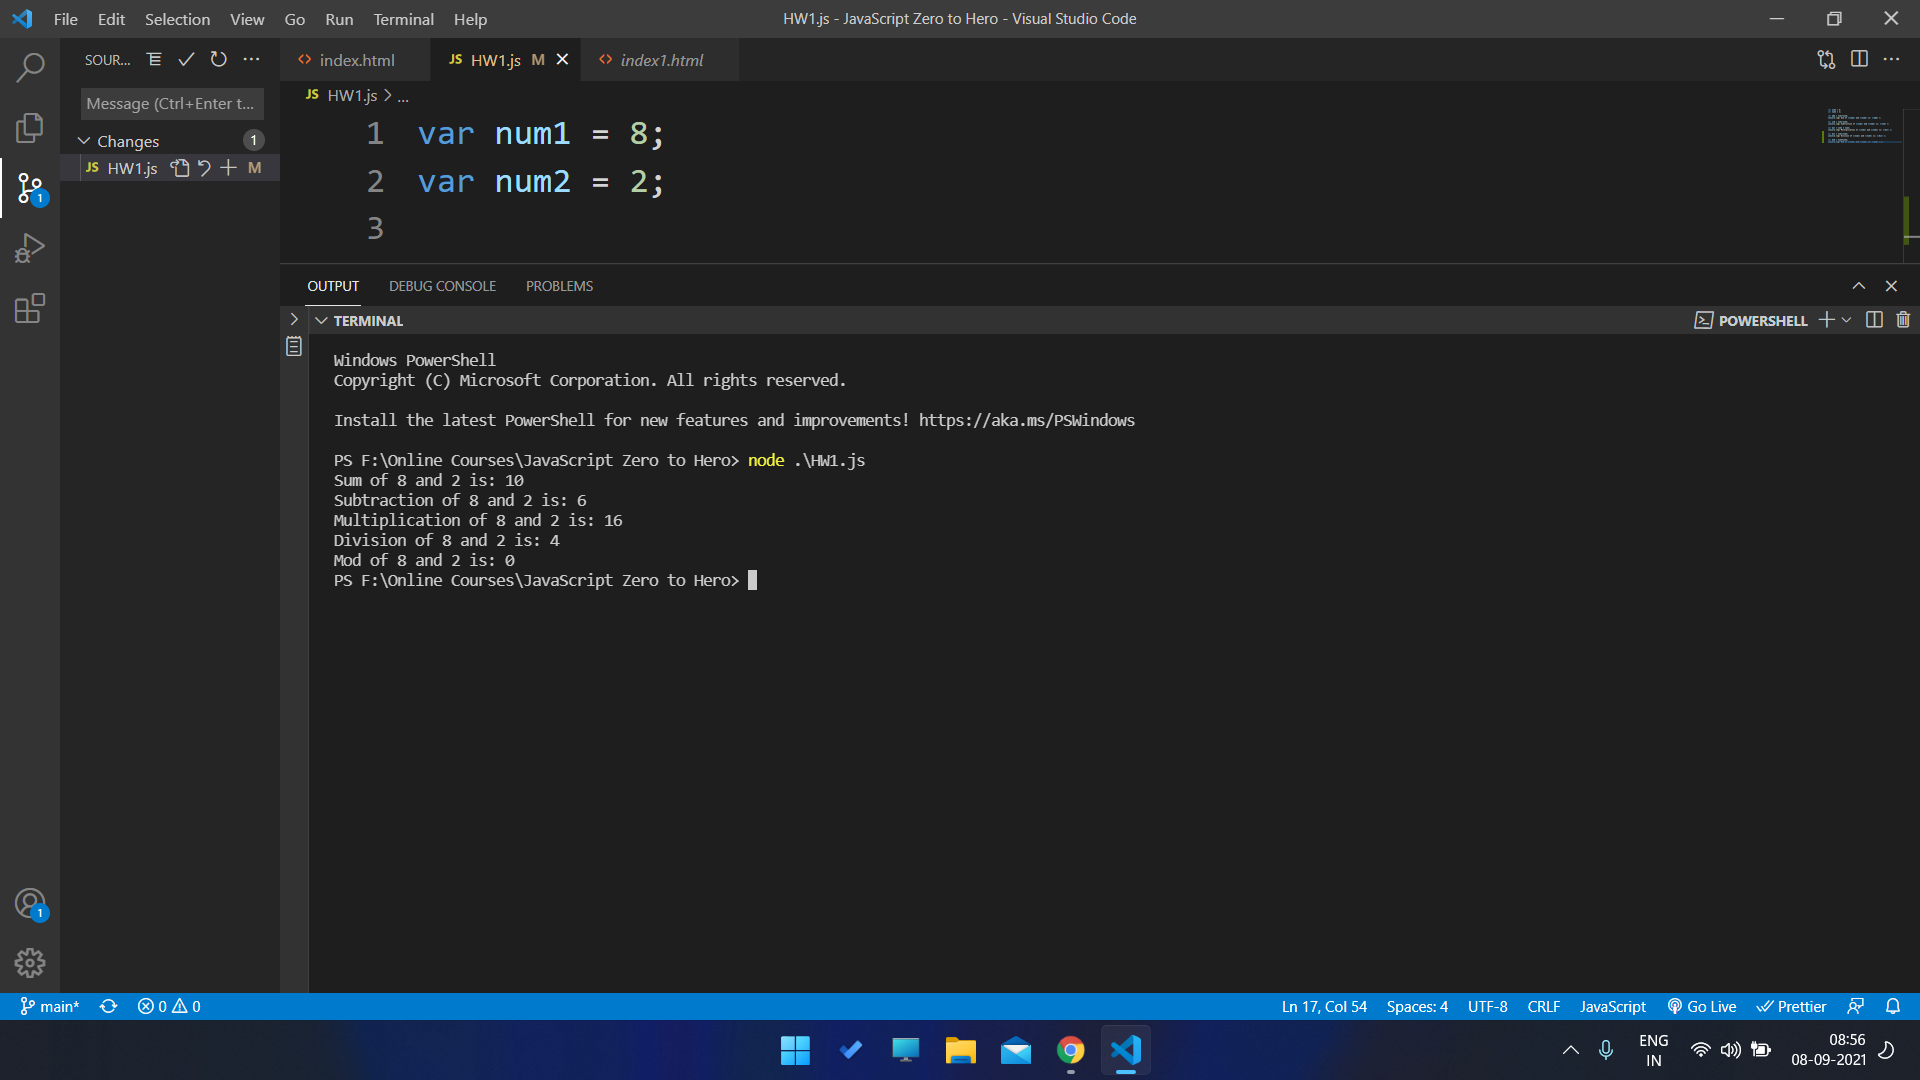 File Edit Selection View Go Run Terminal Help
HW1.js - JavaScript Zero to Hero - Visual Studio Code
SOUR...
index.html
JS HW1.js M
index1.html
Message (Ctrl+Enter t...
JS HW1.js > ...
Changes 1
JS HW1.js M
1 var num1 = 8;
2 var num2 = 2;
3
1
OUTPUT DEBUG CONSOLE PROBLEMS
TERMINAL
POWERSHELL
Windows PowerShell
Copyright (C) Microsoft Corporation. All rights reserved.
Install the latest PowerShell for new features and improvements! https://aka.ms/PSWindows
PS F:\Online Courses\JavaScript Zero to Hero> node .\HW1.js
Sum of 8 and 2 is: 10
Subtraction of 8 and 2 is: 6
Multiplication of 8 and 2 is: 16
Division of 8 and 2 is: 4
Mod of 8 and 2 is: 0
PS F:\Online Courses\JavaScript Zero to Hero>
1
main* 0 0
Ln 17, Col 54 Spaces: 4 UTF-8 CRLF JavaScript Go Live Prettier
ENG
IN
08:56
08-09-2021